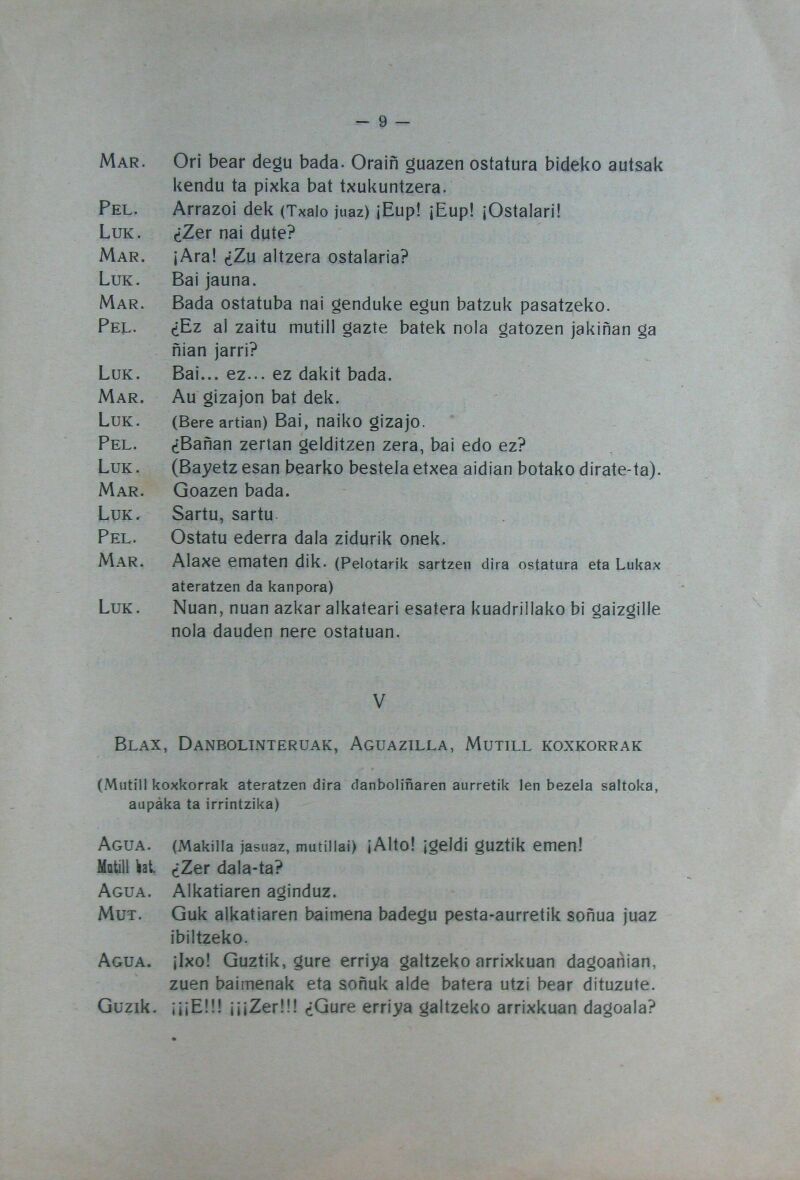 — 9 —
MAR. Ori bear degu bada. Oraiñ guazen ostatura bideko autsak
kendu ta pixka bat txukuntzera.
PEL. Arrazoi dek (Txalo juaz) ¡Eup! ¡Eup! ¡Ostalari!
LUK. ¿Zer nai dute?
MAR. ¡Ara! ¿Zu altzera ostalaria?
LUK. Bai jauna.
MAR. Bada ostatuba nai genduke egun batzuk pasatzeko.
PEL. ¿Ez al zaitu mutill gazte batek nola gatozen jakiñan ga
ñian jarri?
LUK. Bai... ez... ez dakit bada.
MAR. Au gizajon bat dek.
LUK. (Bere artian) Bai, naiko gizajo.
PEL. ¿Bañan zertan gelditzen zera, bai edo ez?
LUK. (Bayetz esan bearko bestela etxea aidian botako dirate-ta).
MAR. Goazen bada.
LUK. Sartu, sartu.
PEL. Ostatu ederra dala zidurik onek.
MAR. Alaxe ematen dik. (Pelotarik sartzen dira ostatura eta Lukax
ateratzen da kanpora)
LUK. Nuan, nuan azkar alkateari esatera kuadrillako bi gaizgille
nola dauden nere ostatuan.
V
BLAX, DANBOLINTERUAK, AGUAZILLA, MUTILL KOXKORRAK
(Mutill koxkorrak ateratzen dira danboliñaren aurretik len bezela saltoka,
aupáka ta irrintzika)
AGUA. (Makilla jasuaz, mutillai) ¡Alto! ¡geldi guztik emen!
Mutill bat. ¿Zer dala-ta?
AGUA. Alkatiaren aginduz.
MUT. Guk alkatiaren baimena badegu pesta-aurretik soñua juaz
ibiltzeko.
AGUA. ¡Ixo! Guztik, gure erriya galtzeko arrixkuan dagoañian,
zuen baimenak eta soñuk alde batera utzi bear dituzute.
GUZIK. ¡¡¡E!!! ¡¡¡Zer!!! ¿Gure erriya galtzeko arrixkuan dagoala?